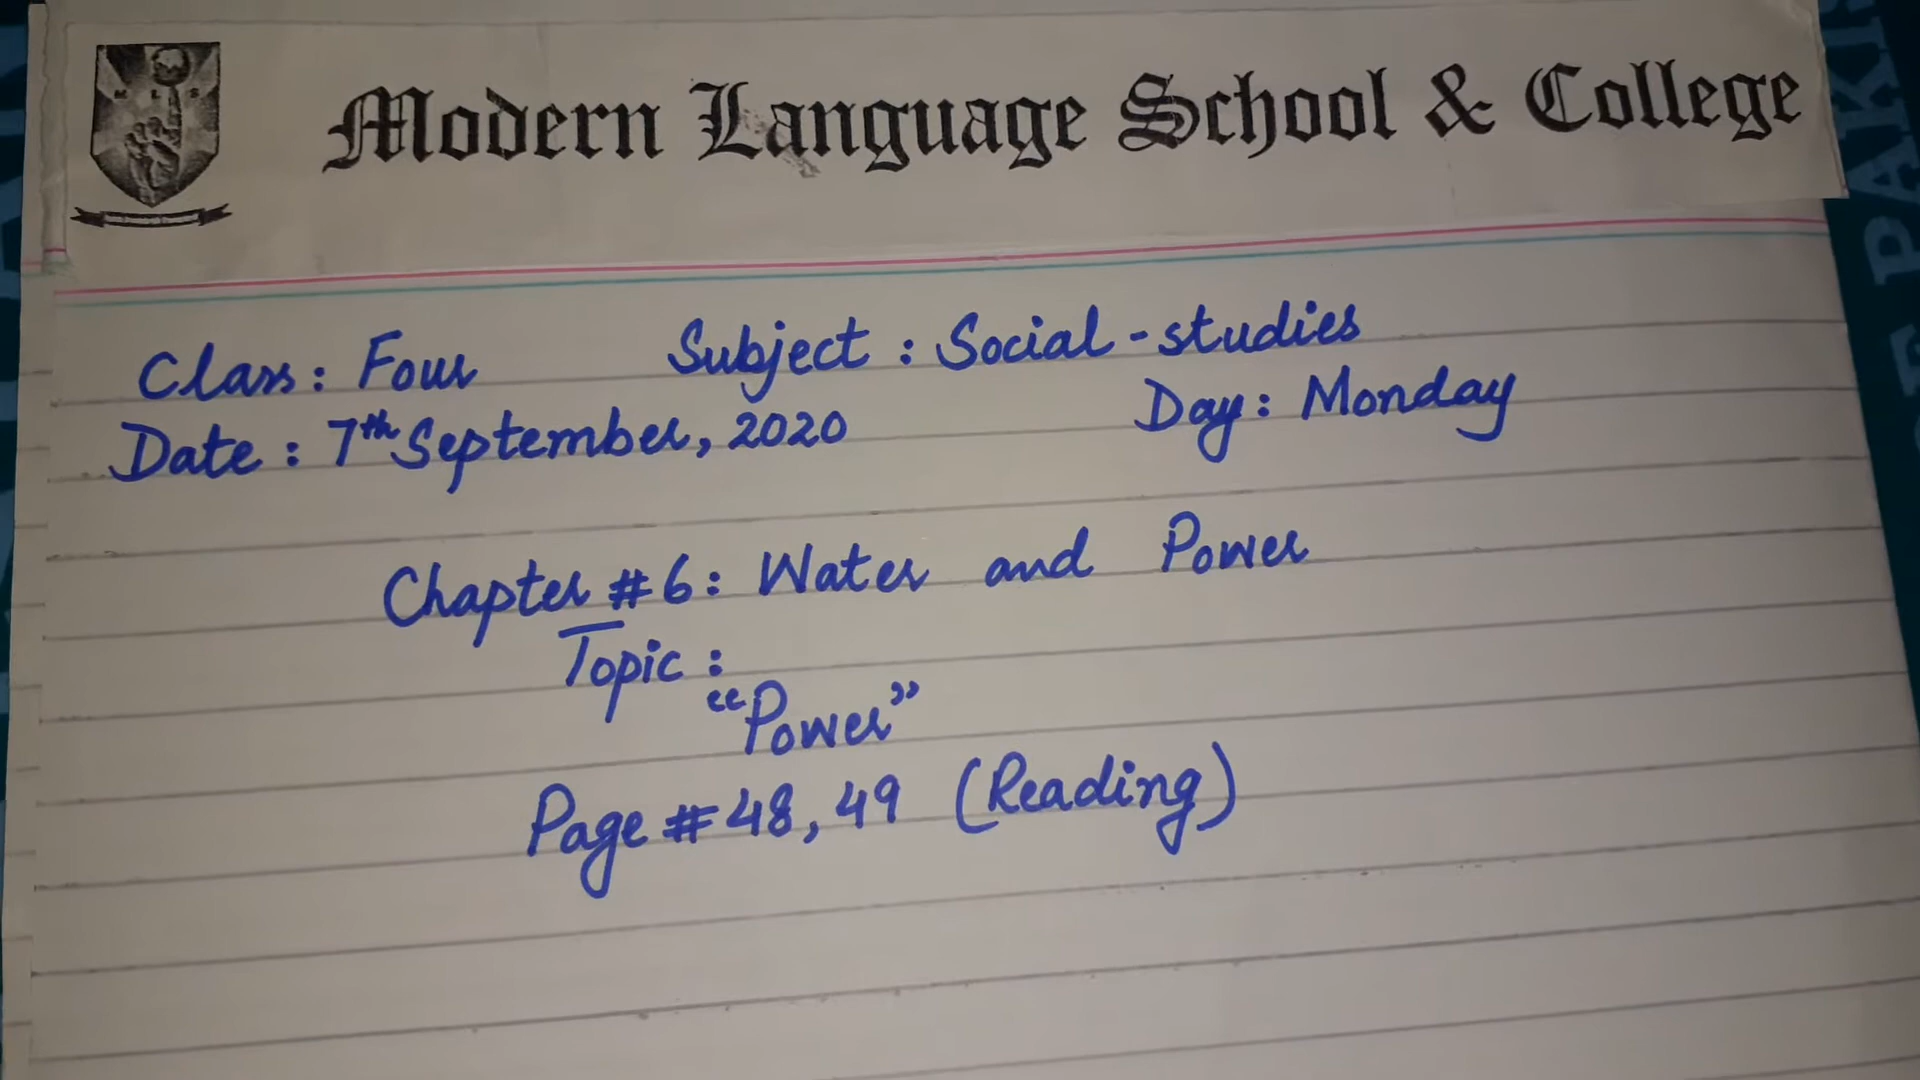 M L S
Modern Language School & College
Class: Four Subject: Social-studies
Date: 7th September, 2020 Day: Monday
Chapter #6: Water and Power
Topic:
“Power”
Page #48, 49 (Reading)
PAK